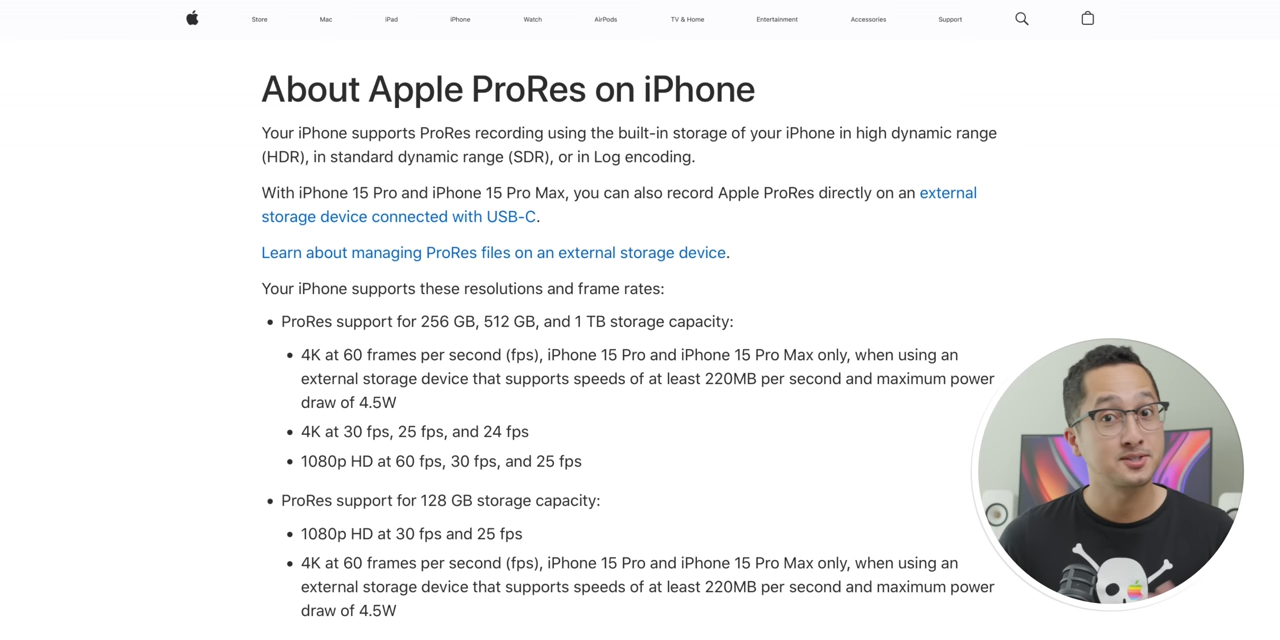 Store Mac iPad iPhone Watch AirPods TV & Home Entertainment Accessories Support
About Apple ProRes on iPhone
Your iPhone supports ProRes recording using the built-in storage of your iPhone in high dynamic range
(HDR), in standard dynamic range (SDR), or in Log encoding.
With iPhone 15 Pro and iPhone 15 Pro Max, you can also record Apple ProRes directly on an external
storage device connected with USB-C.
Learn about managing ProRes files on an external storage device.
Your iPhone supports these resolutions and frame rates:
• ProRes support for 256 GB, 512 GB, and 1 TB storage capacity:
• 4K at 60 frames per second (fps), iPhone 15 Pro and iPhone 15 Pro Max only, when using an
external storage device that supports speeds of at least 220MB per second and maximum power
draw of 4.5W
• 4K at 30 fps, 25 fps, and 24 fps
• 1080p HD at 60 fps, 30 fps, and 25 fps
• ProRes support for 128 GB storage capacity:
• 1080p HD at 30 fps and 25 fps
• 4K at 60 frames per second (fps), iPhone 15 Pro and iPhone 15 Pro Max only, when using an
external storage device that supports speeds of at least 220MB per second and maximum power
draw of 4.5W